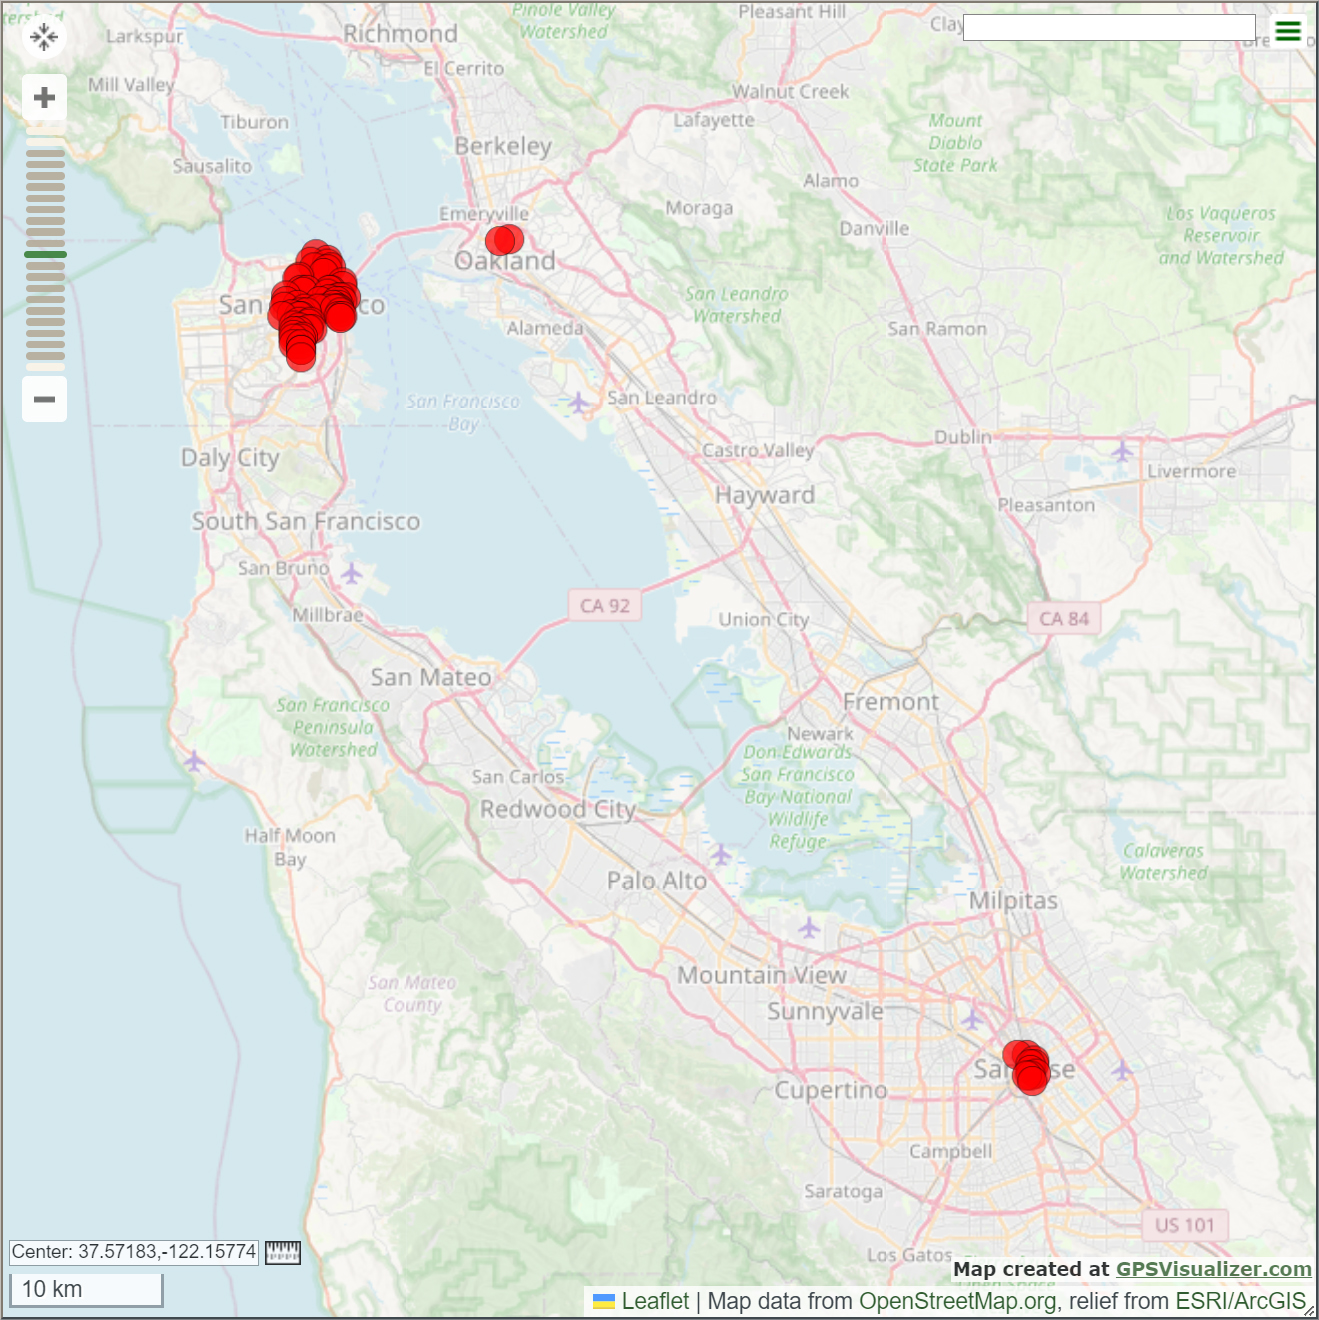 Pinole Valley
Watershed
Pleasant Hill
Larkspur
Richmond
El Cerrito
Mill Valley
Walnut Creek
Tiburon
Lafayette
Mount
Diablo
State Park
Berkeley
Sausalito
Alamo
Moraga
Emeryville
Danville
Los Vaqueros
Reservoir
and Watershed
Oakland
San
co
San Leandro
Watershed
Alameda
San Ramon
San Francisco
Bay
San Leandro
Dublin
Castro Valley
Daly City
Livermore
Hayward
Pleasanton
South San Francisco
San Bruno
CA 92
Millbrae
Union City
CA 84
San Mateo
Fremont
San Francisco
Peninsula
Watershed
Newark
Don Edwards
San Francisco
Bay National
Wildlife
Refuge
San Carlos
Redwood City
Half Moon
Bay
Calaveras
Watershed
Palo Alto
Milpitas
Mountain View
San Mateo
County
Sunnyvale
Sa
se
Cupertino
Campbell
Saratoga
US 101
Los Gatos
Center: 37.57183,-122.15774
10 km
Map created at GPSVisualizer.com
Leaflet | Map data from OpenStreetMap.org, relief from ESRI/ArcGIS